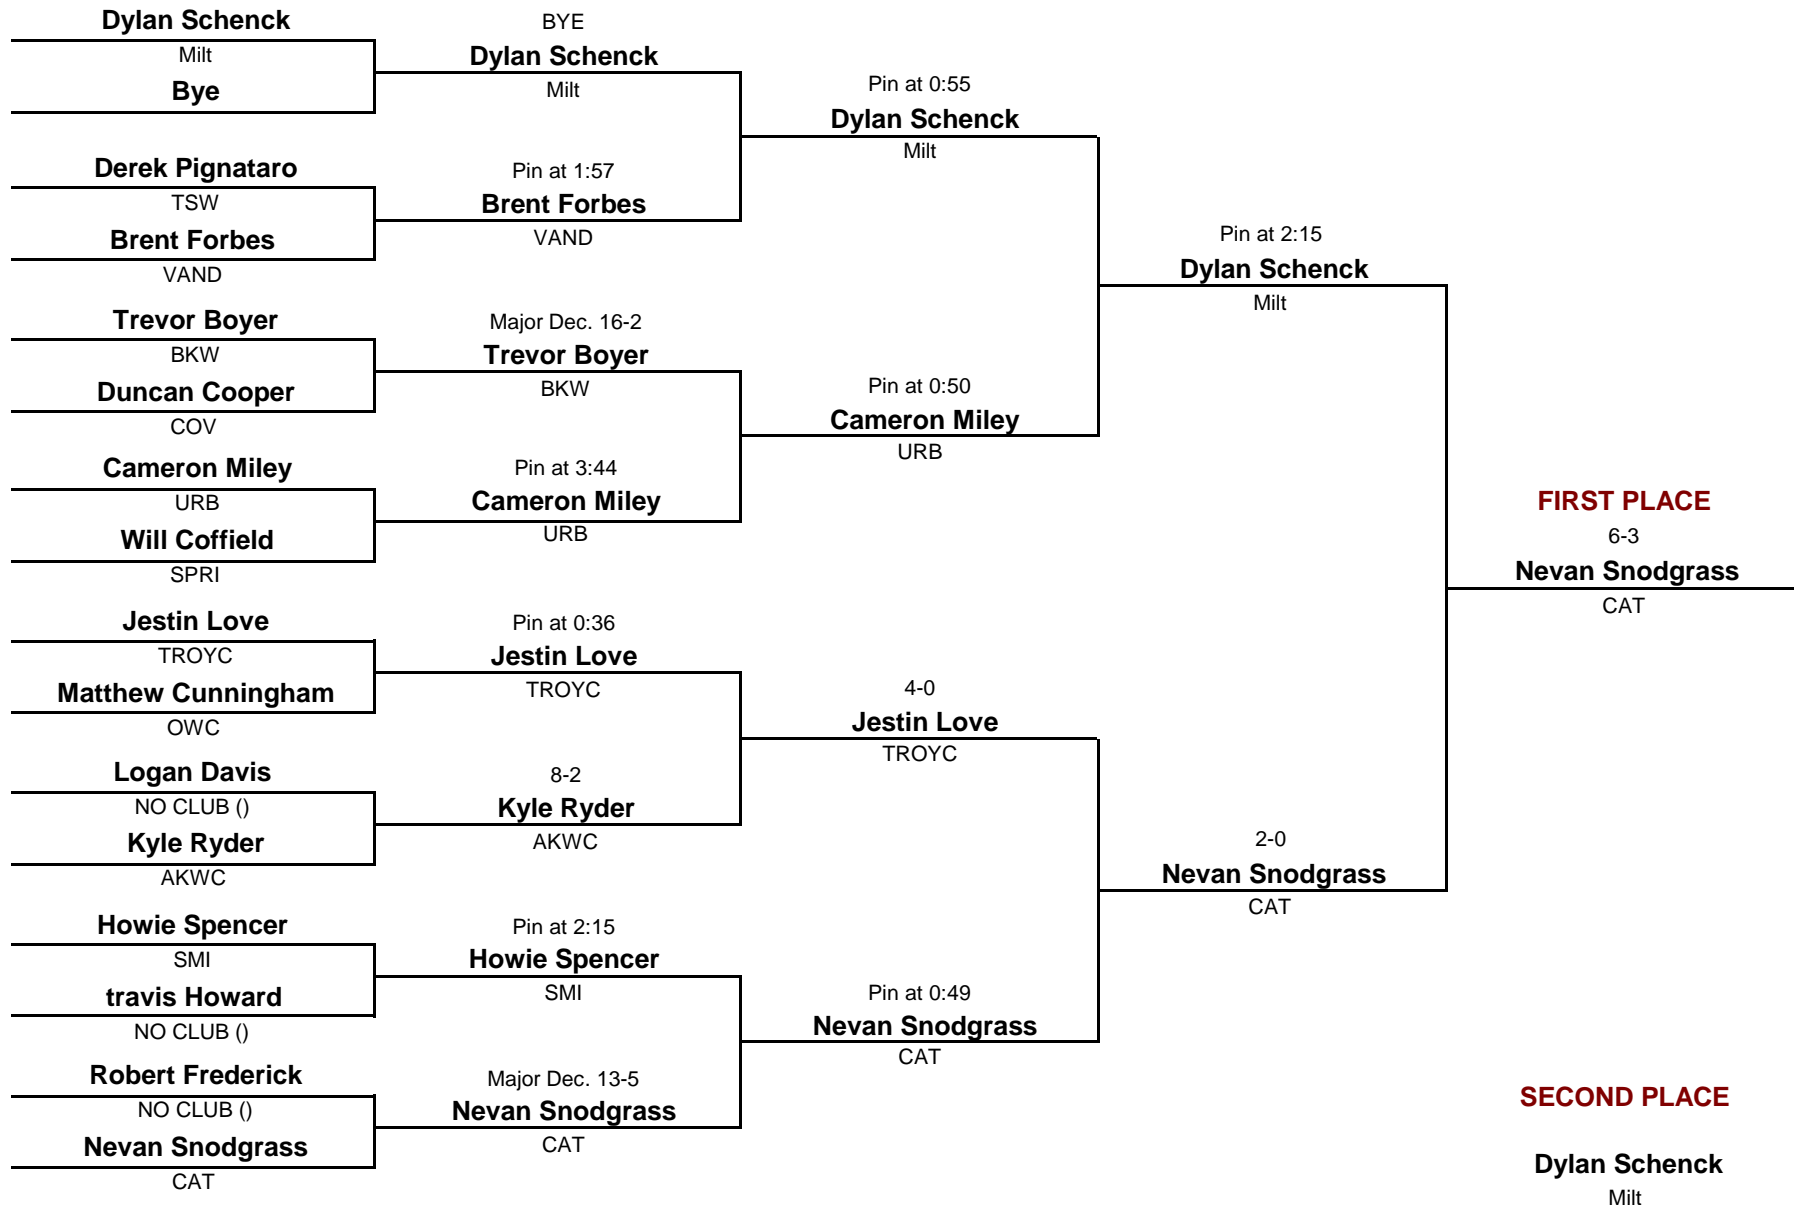 Dylan Schenck
Milt
Bye
Derek Pignataro
TSW
Brent Forbes
VAND
Trevor Boyer
BKW
Duncan Cooper
COV
Cameron Miley
URB
Will Coffield
SPRI
Jestin Love
TROYC
Matthew Cunningham
OWC
Logan Davis
NO CLUB ()
Kyle Ryder
AKWC
Howie Spencer
SMI
travis Howard
NO CLUB ()
Robert Frederick
NO CLUB ()
Nevan Snodgrass
CAT
BYE
Dylan Schenck
Milt
Pin at 1:57
Brent Forbes
VAND
Major Dec. 16-2
Trevor Boyer
BKW
Pin at 3:44
Cameron Miley
URB
Pin at 0:36
Jestin Love
TROYC
8-2
Kyle Ryder
AKWC
Pin at 2:15
Howie Spencer
SMI
Major Dec. 13-5
Nevan Snodgrass
CAT
Pin at 0:55
Dylan Schenck
Milt
Pin at 0:50
Cameron Miley
URB
4-0
Jestin Love
TROYC
Pin at 0:49
Nevan Snodgrass
CAT
Pin at 2:15
Dylan Schenck
Milt
2-0
Nevan Snodgrass
CAT
FIRST PLACE
6-3
Nevan Snodgrass
CAT
SECOND PLACE
Dylan Schenck
Milt